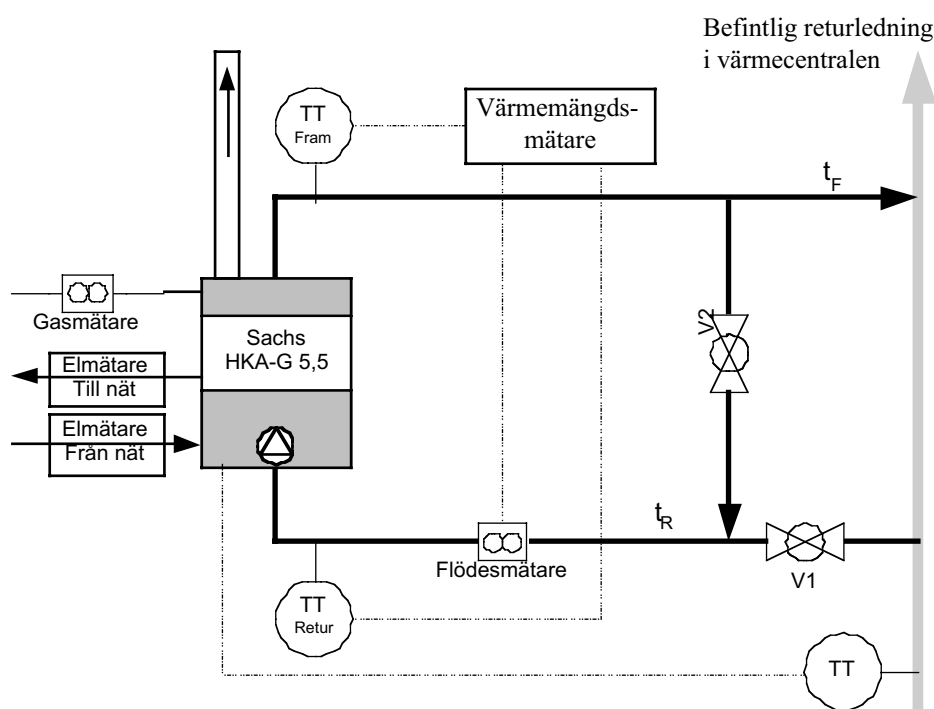 Befintlig returledning
i värmecentralen
TT
Fram
Värmemängds-
mätare
t_F
Gasmätare
Sachs
HKA-G 5,5
V2
Elmätare
Till nät
Elmätare
Från nät
t_R
Flödesmätare
V1
TT
Retur
TT